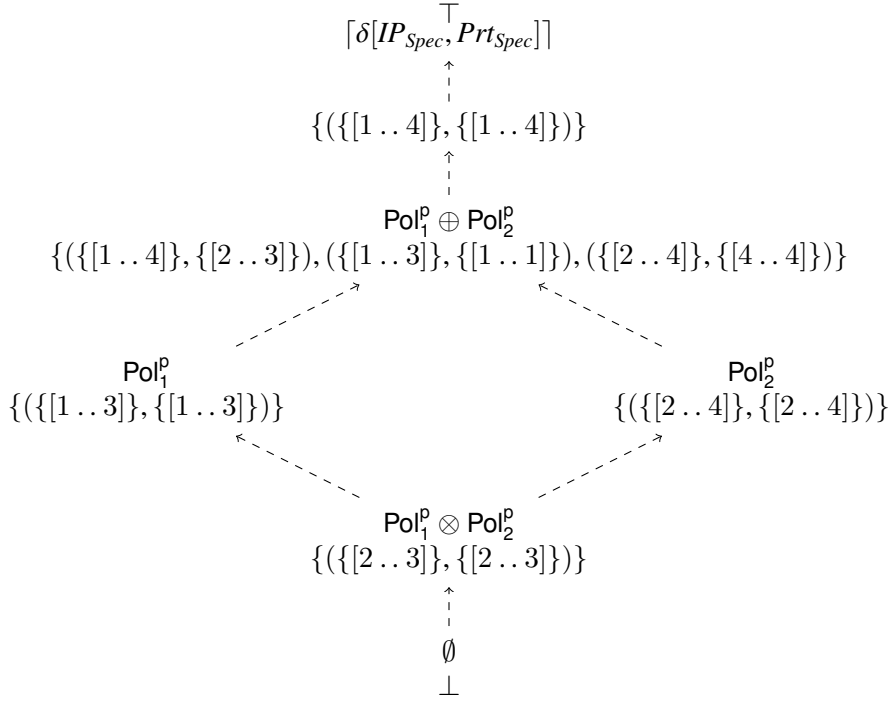 ⊤
⌈δ[IP_Spec, Prt_Spec]⌉
{({[1 .. 4]}, {[1 .. 4]})}
Pol₁ᵖ ⊕ Pol₂ᵖ
{({[1 .. 4]}, {[2 .. 3]}), ({[1 .. 3]}, {[1 .. 1]}), ({[2 .. 4]}, {[4 .. 4]})}
Pol₁ᵖ
{({[1 .. 3]}, {[1 .. 3]})}
Pol₂ᵖ
{({[2 .. 4]}, {[2 .. 4]})}
Pol₁ᵖ ⊗ Pol₂ᵖ
{({[2 .. 3]}, {[2 .. 3]})}
∅
⊥